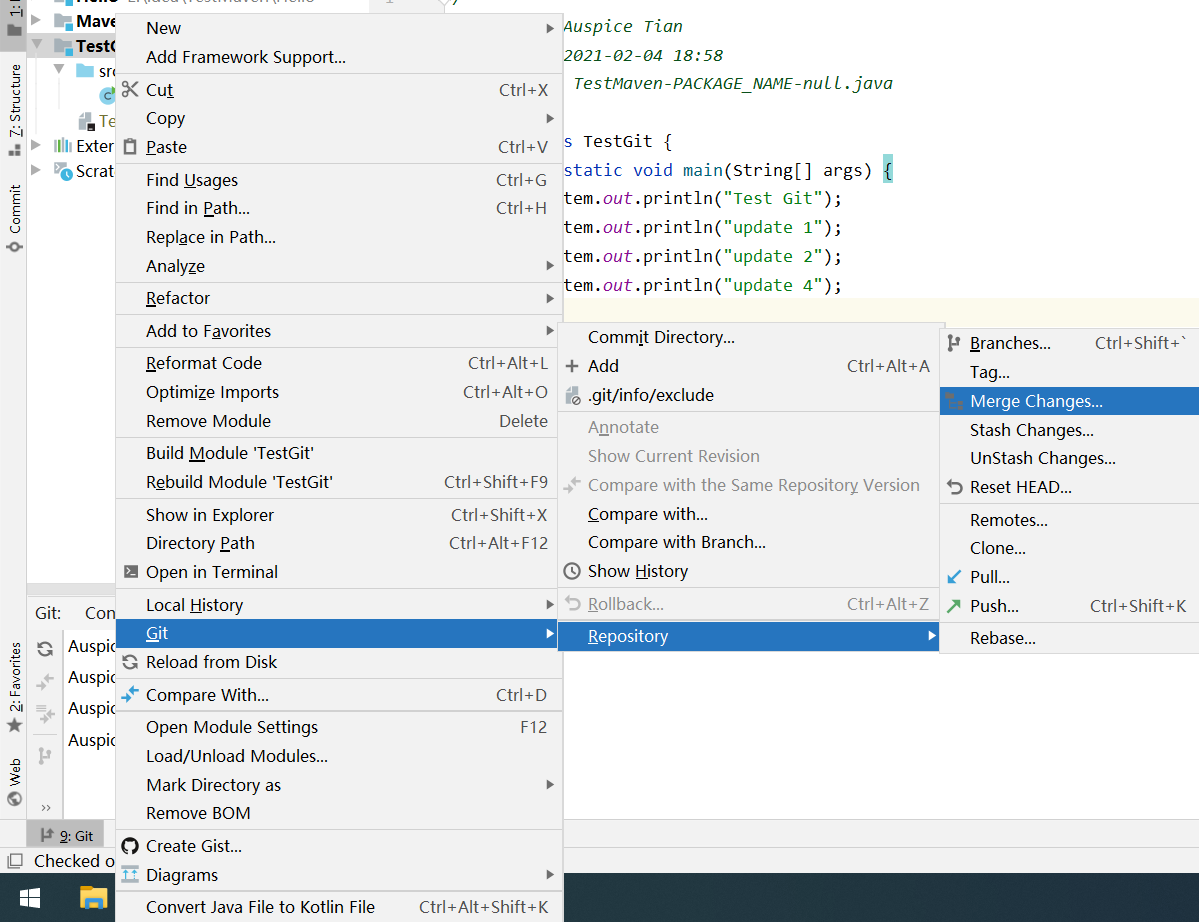 Hello E:\idea\TestMaven\Hello
1
Mave
TestG
src
C
Te
Exter
Scrat
7: Structure
Commit
2: Favorites
Web
Auspice Tian
2021-02-04 18:58
TestMaven-PACKAGE_NAME-null.java
s TestGit {
static void main(String[] args) {
tem.out.println("Test Git");
tem.out.println("update 1");
tem.out.println("update 2");
tem.out.println("update 4");
New
Add Framework Support...
Cut Ctrl+X
Copy
Paste Ctrl+V
Find Usages Ctrl+G
Find in Path... Ctrl+H
Replace in Path...
Analyze
Refactor
Add to Favorites
Reformat Code Ctrl+Alt+L
Optimize Imports Ctrl+Alt+O
Remove Module Delete
Build Module 'TestGit'
Rebuild Module 'TestGit' Ctrl+Shift+F9
Show in Explorer Ctrl+Shift+X
Directory Path Ctrl+Alt+F12
Open in Terminal
Local History
Git
Reload from Disk
Compare With... Ctrl+D
Open Module Settings F12
Load/Unload Modules...
Mark Directory as
Remove BOM
Create Gist...
Diagrams
Convert Java File to Kotlin File Ctrl+Alt+Shift+K
Commit Directory...
Add Ctrl+Alt+A
.git/info/exclude
Annotate
Show Current Revision
Compare with the Same Repository Version
Compare with...
Compare with Branch...
Show History
Rollback... Ctrl+Alt+Z
Repository
Branches... Ctrl+Shift+`
Tag...
Merge Changes...
Stash Changes...
UnStash Changes...
Reset HEAD...
Remotes...
Clone...
Pull...
Push... Ctrl+Shift+K
Rebase...
Git: Con
Auspic
Auspic
Auspic
Auspic
9: Git
Checked o